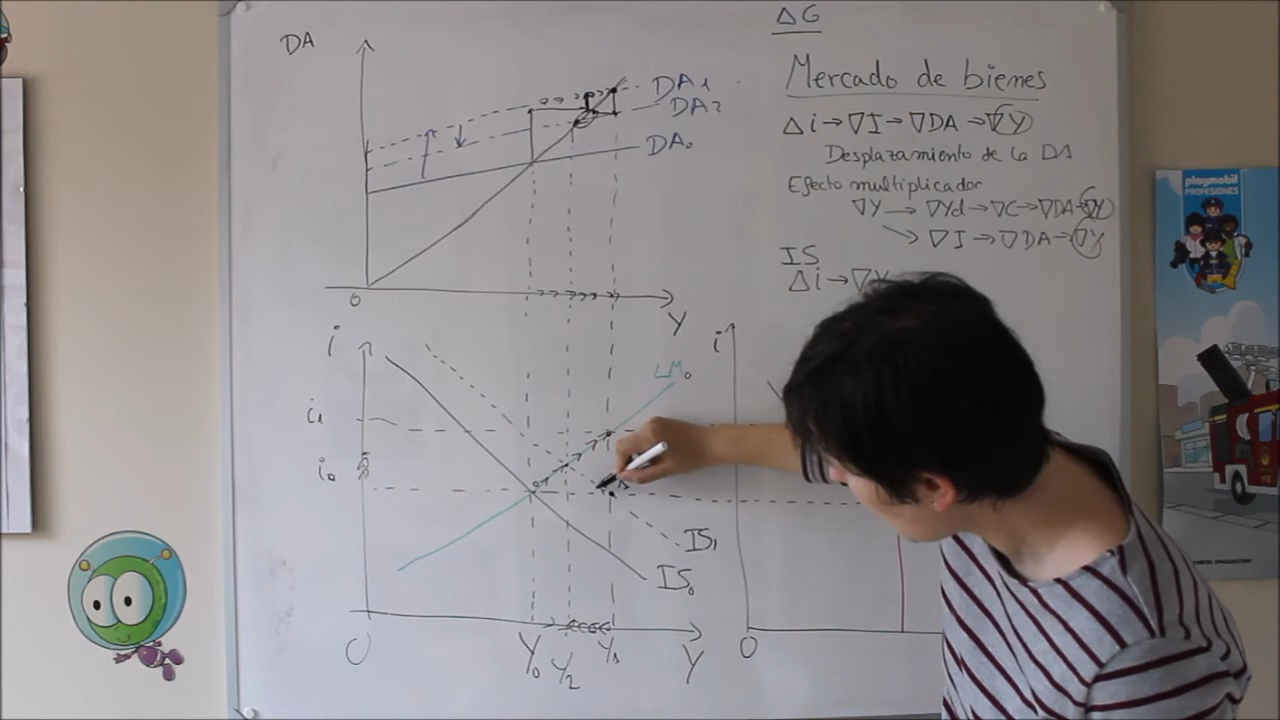 ΔG
Mercado de bienes
Δi→∇I→∇DA→∇Y
Desplazamiento de la DA
Efecto multiplicador
∇Y→∇Yd→∇C→∇DA→∇Y
→∇I→∇DA→∇Y
IS
Δi→∇Y
DA
DA₁
DA₂
DA₀
0
Y
i
i₁
i₀
LM₀
IS₁
IS₀
0
Y₀
Y₂
Y₁
Y
i
0
playmobil
PROFESIONES